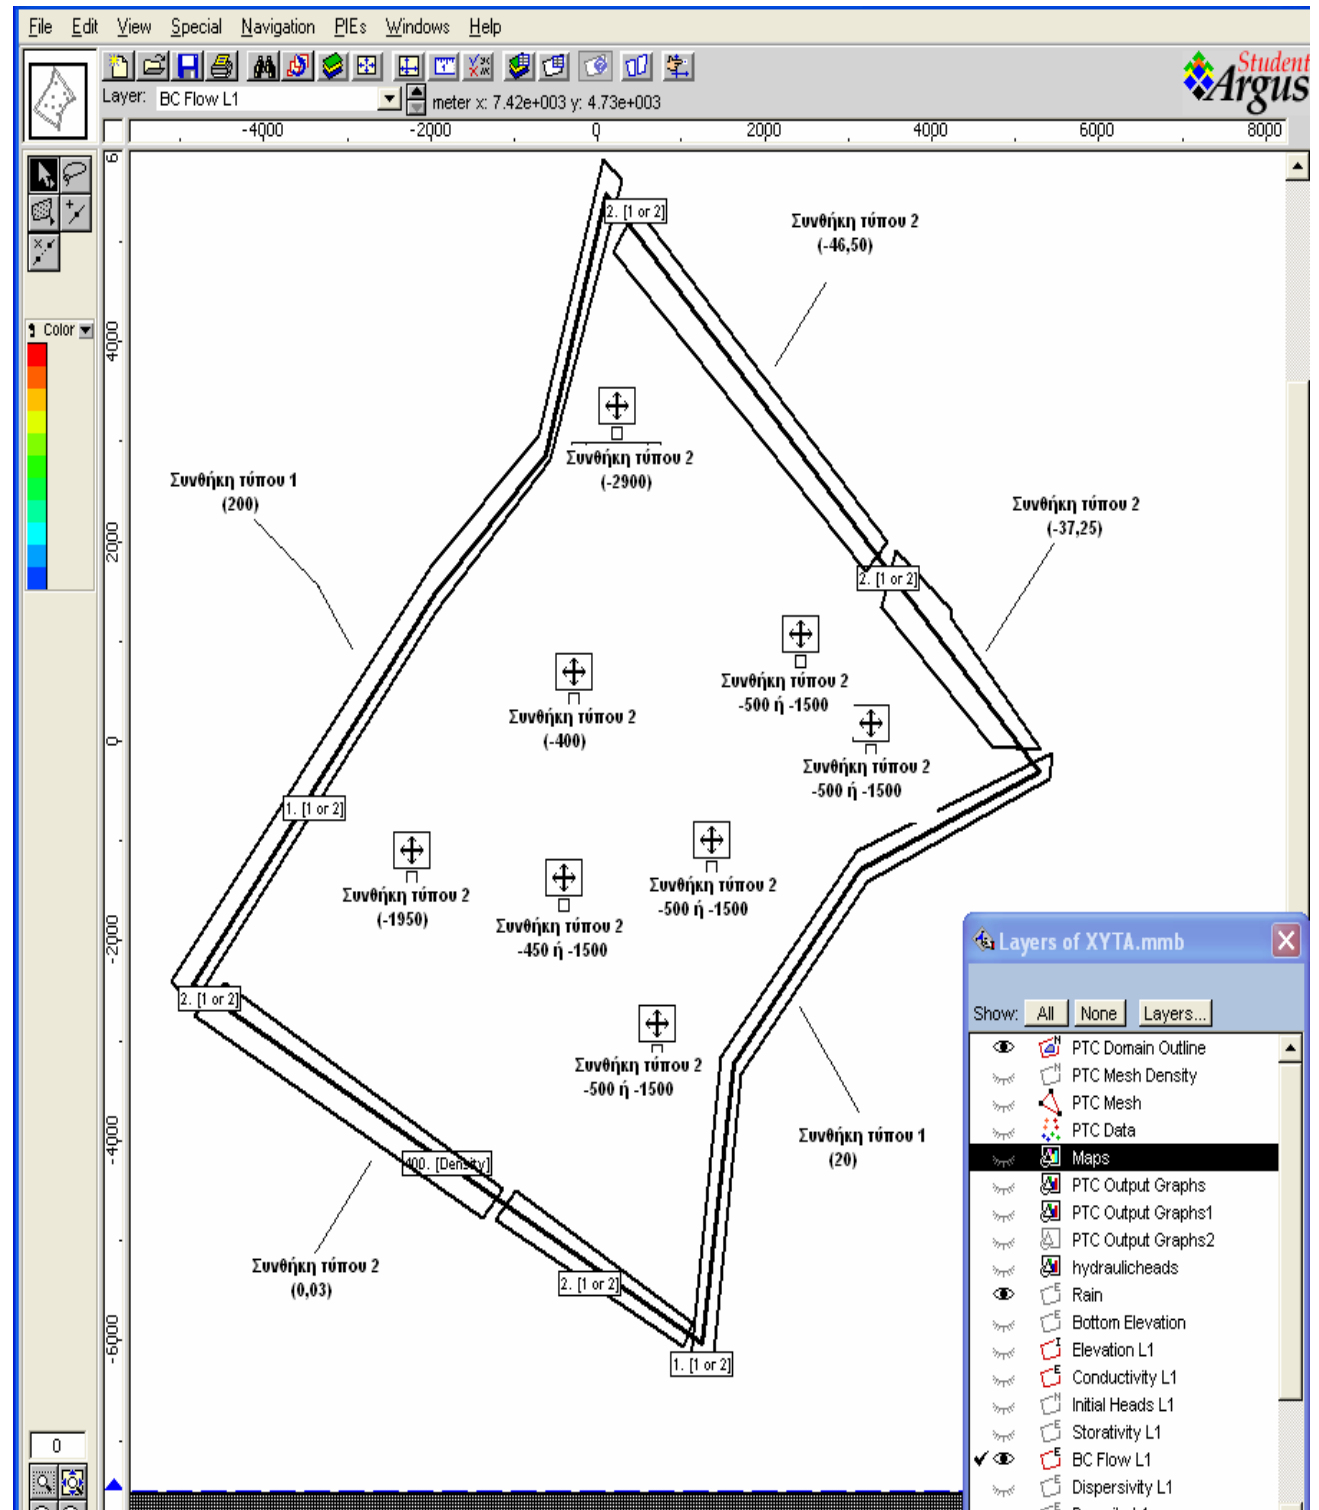 File Edit View Special Navigation PIEs Windows Help
Student
Argus
Layer: BC Flow L1 meter x: 7.42e+003 y: 4.73e+003
-4000 -2000 0 2000 4000 6000 8000
6
4000
2000
0
-2000
-4000
-6000
Color
0
2. [1 or 2]
Συνθήκη τύπου 2
(-46,50)
Συνθήκη τύπου 2
(-2900)
Συνθήκη τύπου 1
(200)
Συνθήκη τύπου 2
(-37,25)
2. [1 or 2]
Συνθήκη τύπου 2
-500 ή -1500
Συνθήκη τύπου 2
(-400)
Συνθήκη τύπου 2
-500 ή -1500
1. [1 or 2]
Συνθήκη τύπου 2
(-1950)
Συνθήκη τύπου 2
-500 ή -1500
Συνθήκη τύπου 2
-450 ή -1500
2. [1 or 2]
Συνθήκη τύπου 2
-500 ή -1500
Συνθήκη τύπου 1
(20)
400. [Density]
Συνθήκη τύπου 2
(0,03)
2. [1 or 2]
1. [1 or 2]
Layers of XYTA.mmb
Show: All None Layers...
PTC Domain Outline
PTC Mesh Density
PTC Mesh
PTC Data
Maps
PTC Output Graphs
PTC Output Graphs1
PTC Output Graphs2
hydraulicheads
Rain
Bottom Elevation
Elevation L1
Conductivity L1
Initial Heads L1
Storativity L1
BC Flow L1
Dispersivity L1